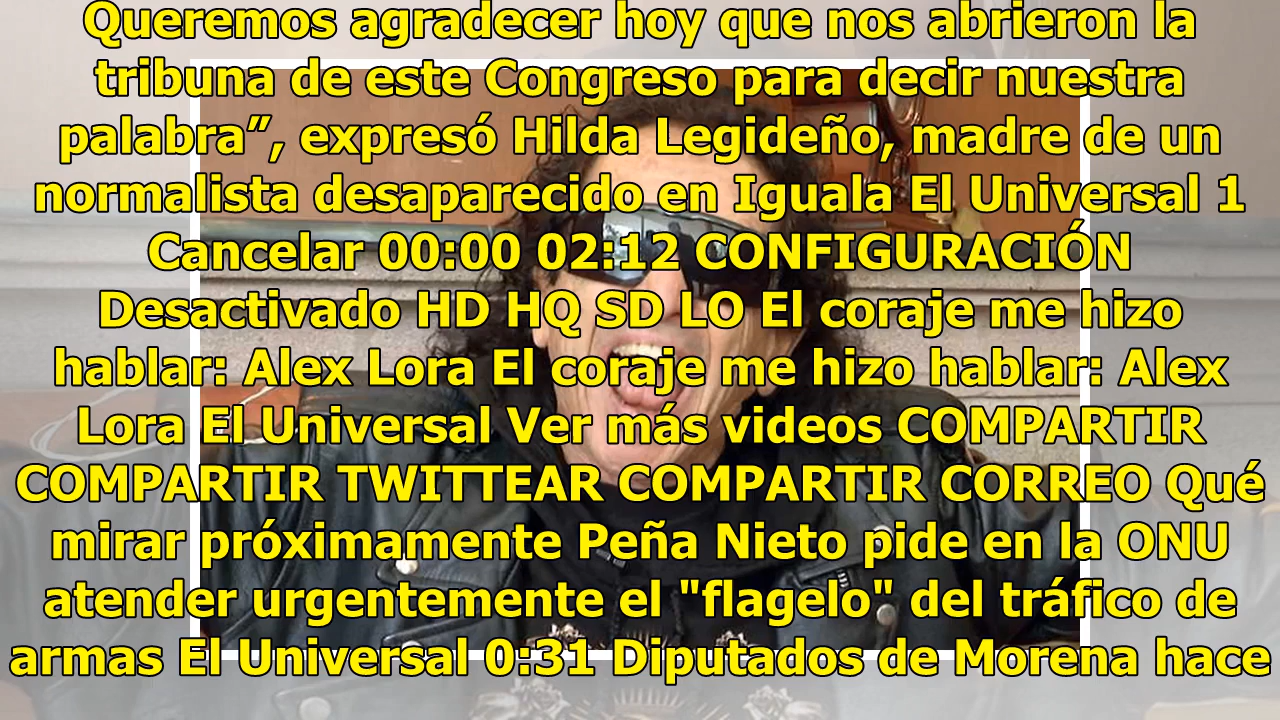 Queremos agradecer hoy que nos abrieron la
tribuna de este Congreso para decir nuestra
palabra”, expresó Hilda Legideño, madre de un
normalista desaparecido en Iguala El Universal 1
Cancelar 00:00 02:12 CONFIGURACIÓN
Desactivado HD HQ SD LO El coraje me hizo
hablar: Alex Lora El coraje me hizo hablar: Alex
Lora El Universal Ver más videos COMPARTIR
COMPARTIR TWITTEAR COMPARTIR CORREO Qué
mirar próximamente Peña Nieto pide en la ONU
atender urgentemente el "flagelo" del tráfico de
armas El Universal 0:31 Diputados de Morena hace